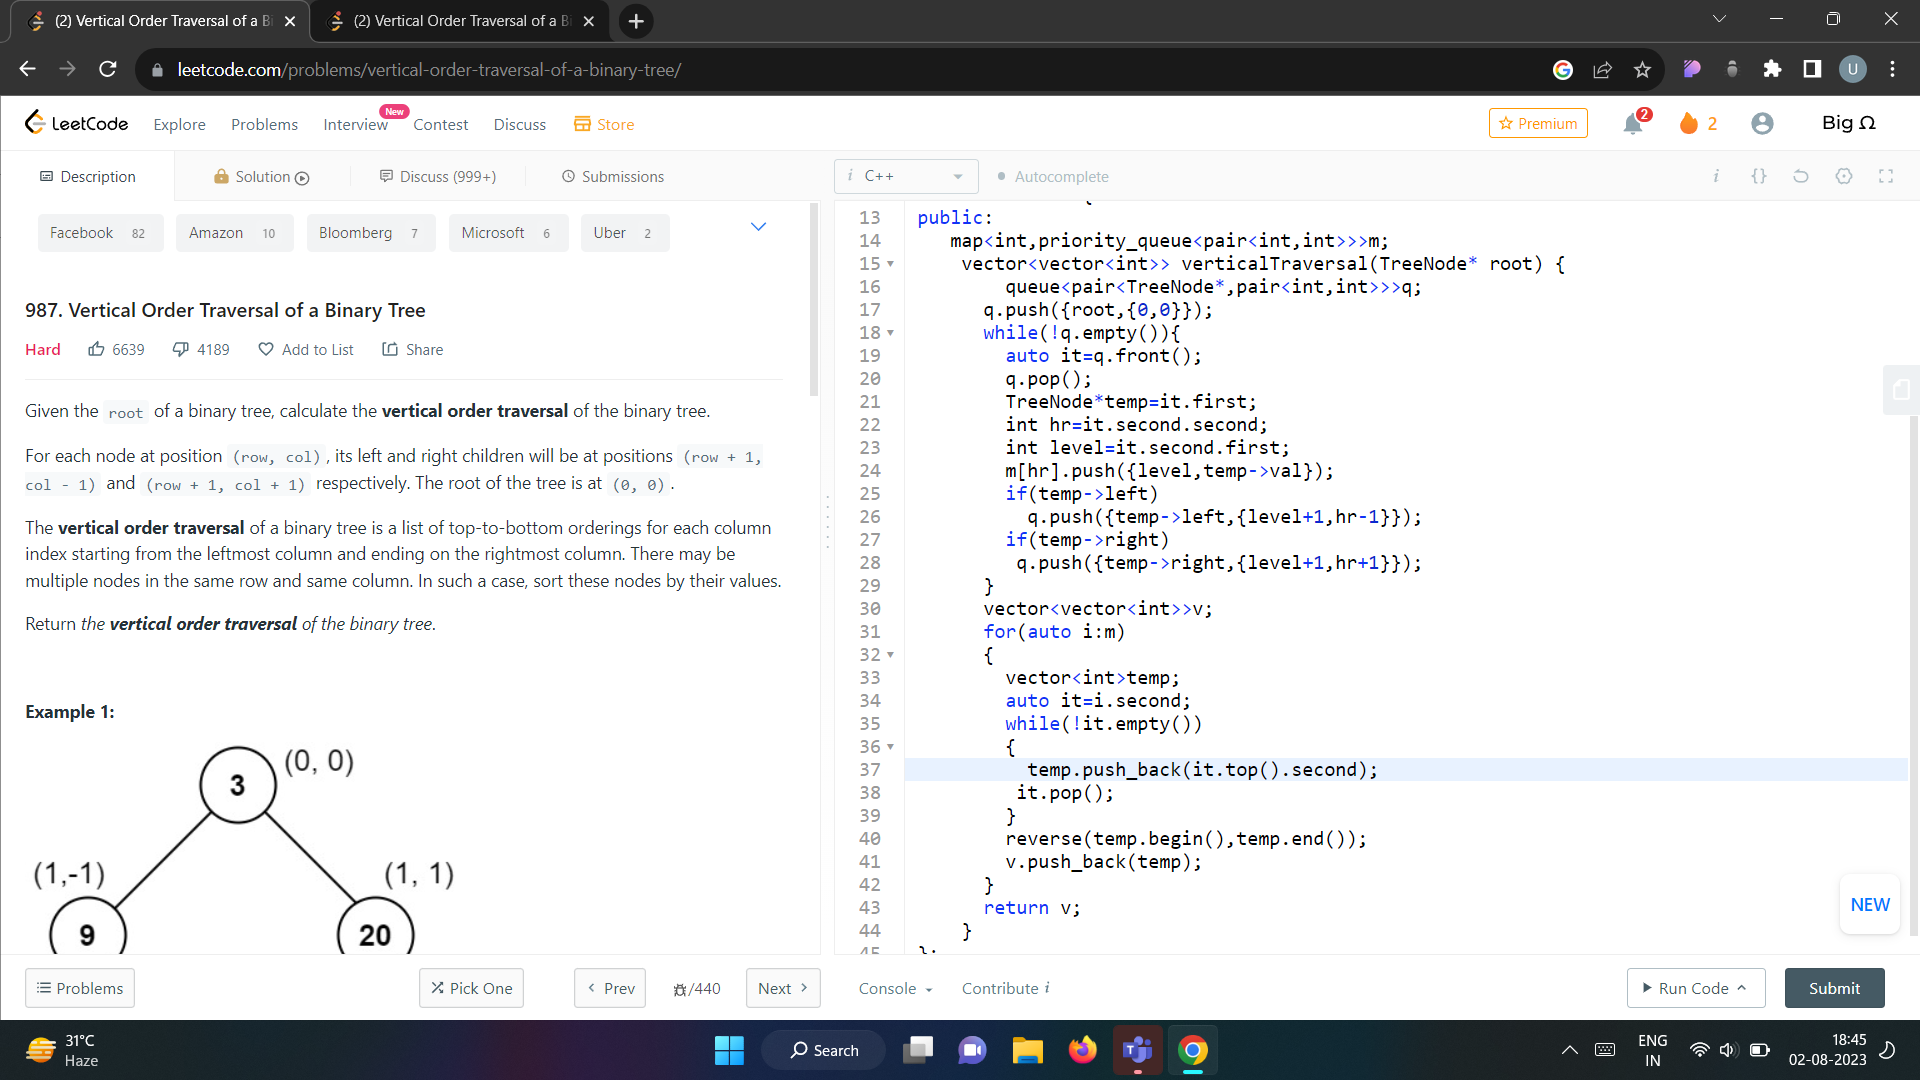 (2) Vertical Order Traversal of a Bi
(2) Vertical Order Traversal of a Bi
leetcode.com/problems/vertical-order-traversal-of-a-binary-tree/
U
LeetCode
Explore
Problems
Interview
New
Contest
Discuss
Store
Premium
2
2
Big Ω
Description
Solution
Discuss (999+)
Submissions
i C++
Autocomplete
i
{}
Facebook 82
Amazon 10
Bloomberg 7
Microsoft 6
Uber 2
987. Vertical Order Traversal of a Binary Tree
Hard
6639
4189
Add to List
Share
Given the root of a binary tree, calculate the vertical order traversal of the binary tree.
For each node at position (row, col), its left and right children will be at positions (row + 1,
col - 1) and (row + 1, col + 1) respectively. The root of the tree is at (0, 0).
The vertical order traversal of a binary tree is a list of top-to-bottom orderings for each column
index starting from the leftmost column and ending on the rightmost column. There may be
multiple nodes in the same row and same column. In such a case, sort these nodes by their values.
Return the vertical order traversal of the binary tree.
Example 1:
(0, 0)
3
(1,-1)
(1, 1)
9
20
13 public:
14 map<int,priority_queue<pair<int,int>>>m;
15 vector<vector<int>> verticalTraversal(TreeNode* root) {
16 queue<pair<TreeNode*,pair<int,int>>>q;
17 q.push({root,{0,0}});
18 while(!q.empty()){
19 auto it=q.front();
20 q.pop();
21 TreeNode*temp=it.first;
22 int hr=it.second.second;
23 int level=it.second.first;
24 m[hr].push({level,temp->val});
25 if(temp->left)
26 q.push({temp->left,{level+1,hr-1}});
27 if(temp->right)
28 q.push({temp->right,{level+1,hr+1}});
29 }
30 vector<vector<int>>v;
31 for(auto i:m)
32 {
33 vector<int>temp;
34 auto it=i.second;
35 while(!it.empty())
36 {
37 temp.push_back(it.top().second);
38 it.pop();
39 }
40 reverse(temp.begin(),temp.end());
41 v.push_back(temp);
42 }
43 return v;
44 }
45 };
NEW
Problems
Pick One
Prev
/440
Next
Console
Contribute i
Run Code
Submit
31°C
Haze
Search
ENG
IN
18:45
02-08-2023